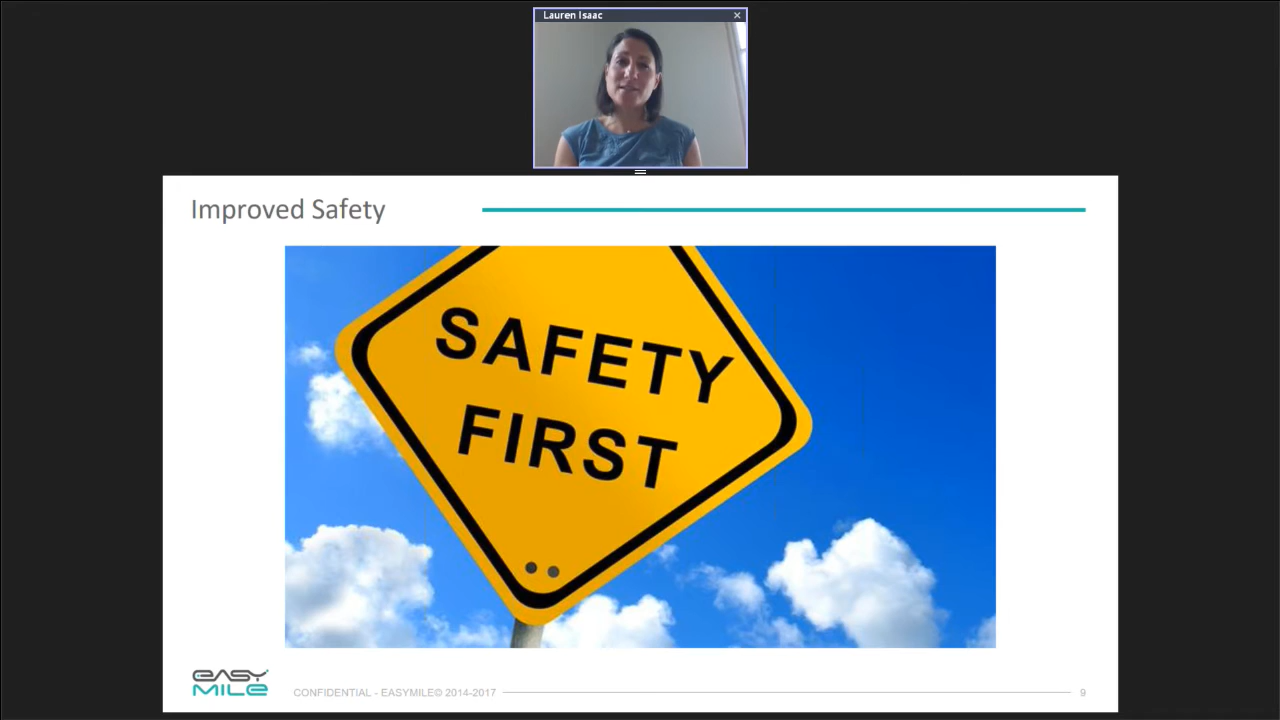 Lauren Isaac
Improved Safety
SAFETY
FIRST
EASY
MILE
CONFIDENTIAL - EASYMILE© 2014-2017
9